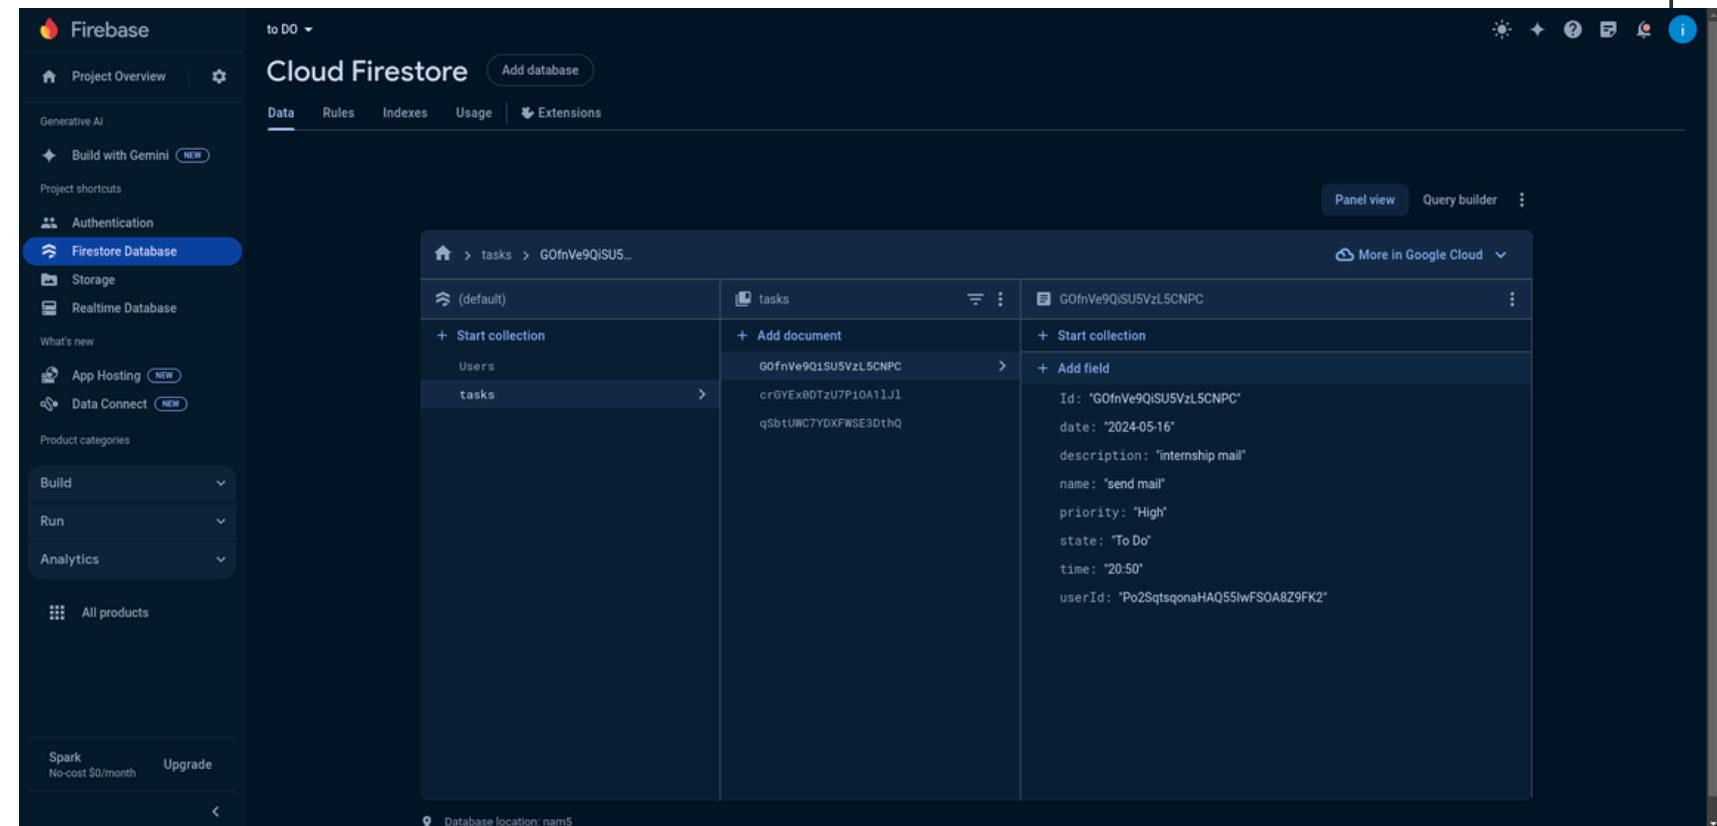 Firebase
to DO
Project Overview
Cloud Firestore
Add database
Data Rules Indexes Usage Extensions
Generative AI
Build with Gemini NEW
Project shortcuts
Authentication
Firestore Database
Storage
Realtime Database
What's new
App Hosting NEW
Data Connect NEW
Product categories
Build
Run
Analytics
All products
Spark
No-cost $0/month
Upgrade
Panel view Query builder
tasks > GOfnVe9QiSU5...
More in Google Cloud
(default)
Start collection
Users
tasks
tasks
Add document
GOfnVe9QiSU5VzL5CNPC
crGYEx0DTzU7PiOA1lJl
qSbtUWC7YDXFWSE3DthQ
GOfnVe9QiSU5VzL5CNPC
Start collection
Add field
Id: "GOfnVe9QiSU5VzL5CNPC"
date: "2024-05-16"
description: "internship mail"
name: "send mail"
priority: "High"
state: "To Do"
time: "20:50"
userId: "Po2SqtsqonaHAQ55lwFSOA8Z9FK2"
Database location: nam5
i